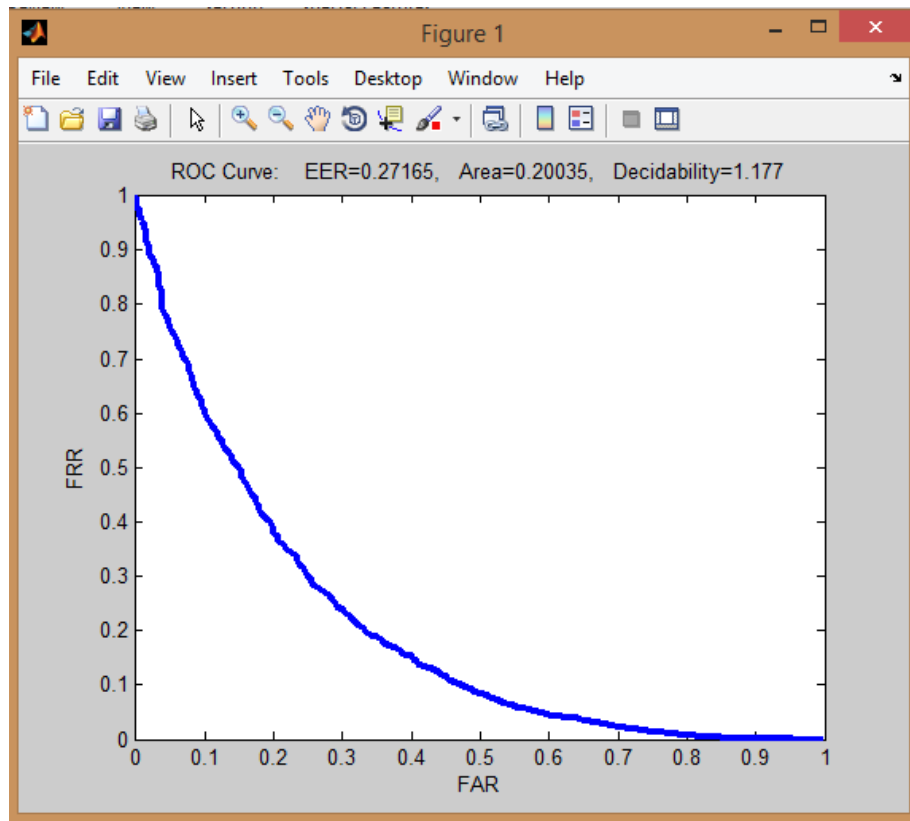 Figure 1
File Edit View Insert Tools Desktop Window Help
ROC Curve: EER=0.27165, Area=0.20035, Decidability=1.177
1
0.9
0.8
0.7
0.6
0.5
0.4
0.3
0.2
0.1
0
FRR
0 0.1 0.2 0.3 0.4 0.5 0.6 0.7 0.8 0.9 1
FAR